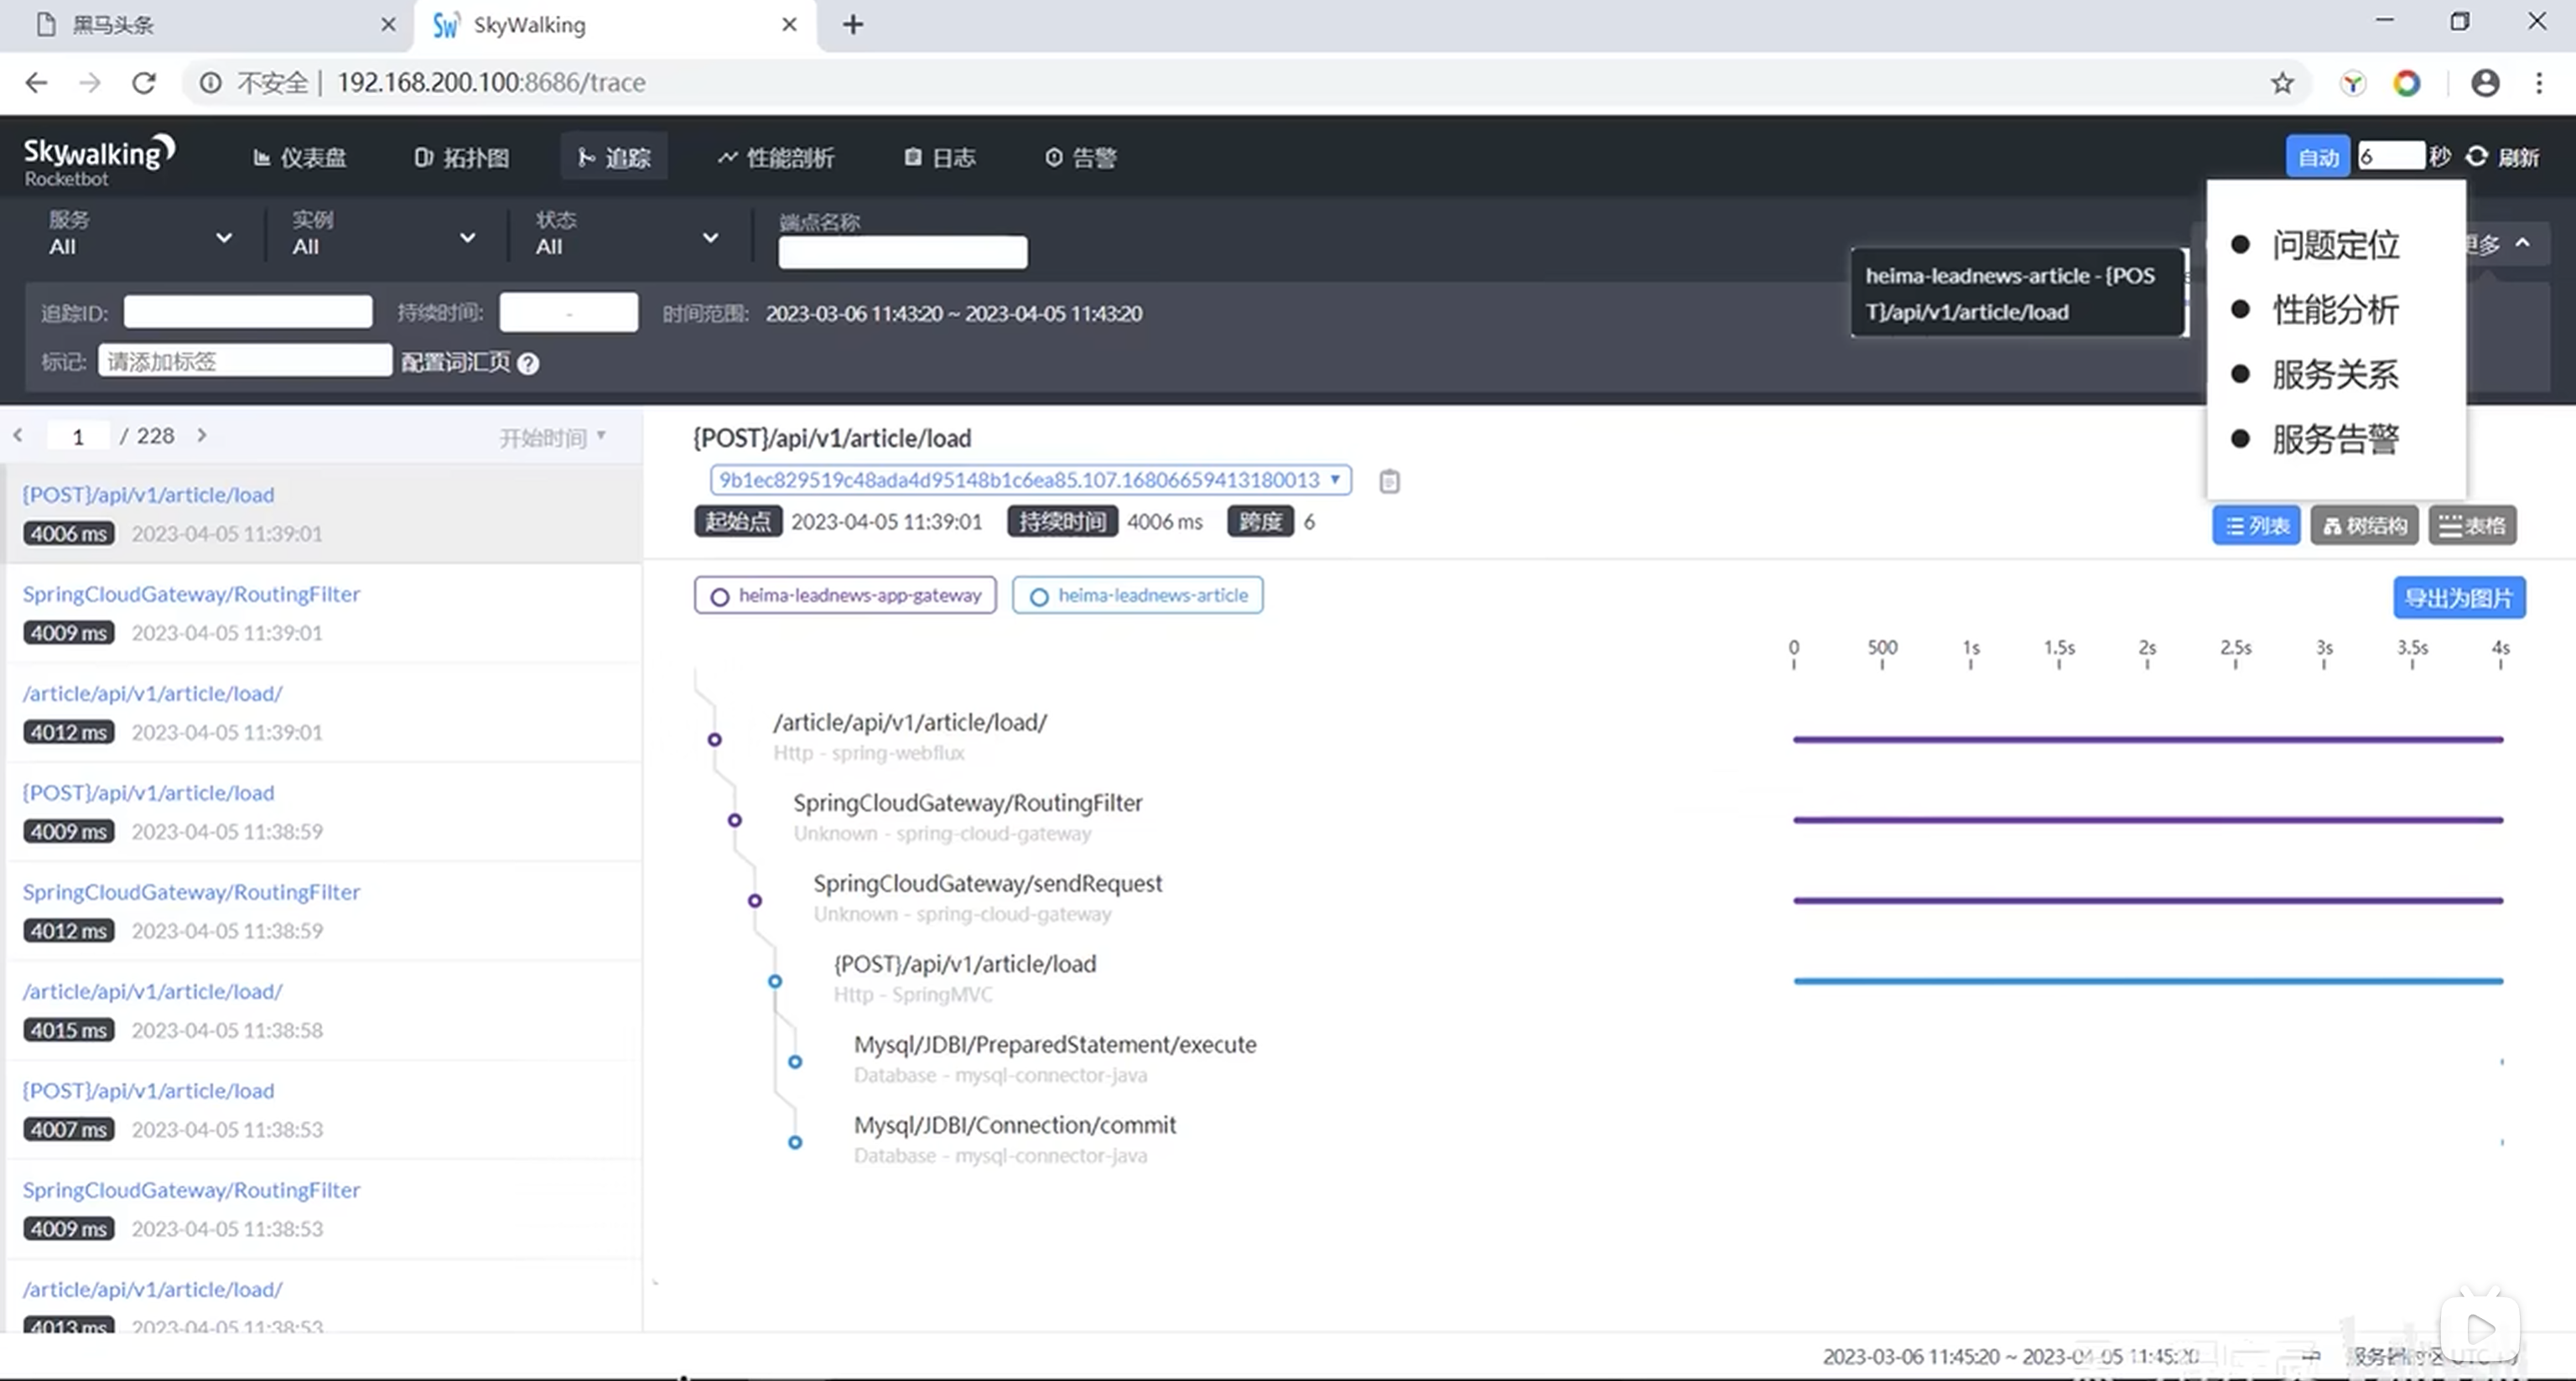 黑马头条
SkyWalking
不安全 192.168.200.100:8686/trace
Skywalking
Rocketbot
仪表盘
拓扑图
追踪
性能剖析
日志
告警
自动 6 秒 刷新
服务
All
实例
All
状态
All
端点名称
追踪ID:
持续时间: -
时间范围: 2023-03-06 11:43:20 ~ 2023-04-05 11:43:20
标记: 请添加标签 配置词汇页 ?
heima-leadnews-article - {POS
T}/api/v1/article/load
问题定位
性能分析
服务关系
服务告警
1 / 228
开始时间
{POST}/api/v1/article/load
4006 ms 2023-04-05 11:39:01
SpringCloudGateway/RoutingFilter
4009 ms 2023-04-05 11:39:01
/article/api/v1/article/load/
4012 ms 2023-04-05 11:39:01
{POST}/api/v1/article/load
4009 ms 2023-04-05 11:38:59
SpringCloudGateway/RoutingFilter
4012 ms 2023-04-05 11:38:59
/article/api/v1/article/load/
4015 ms 2023-04-05 11:38:58
{POST}/api/v1/article/load
4007 ms 2023-04-05 11:38:53
SpringCloudGateway/RoutingFilter
4009 ms 2023-04-05 11:38:53
/article/api/v1/article/load/
4013 ms 2023-04-05 11:38:53
{POST}/api/v1/article/load
9b1ec829519c48ada4d95148b1c6ea85.107.16806659413180013
起始点 2023-04-05 11:39:01 持续时间 4006 ms 跨度 6
列表 树结构 表格
heima-leadnews-app-gateway heima-leadnews-article
导出为图片
0 500 1s 1.5s 2s 2.5s 3s 3.5s 4s
/article/api/v1/article/load/
Http - spring-webflux
SpringCloudGateway/RoutingFilter
Unknown - spring-cloud-gateway
SpringCloudGateway/sendRequest
Unknown - spring-cloud-gateway
{POST}/api/v1/article/load
Http - SpringMVC
Mysql/JDBI/PreparedStatement/execute
Database - mysql-connector-java
Mysql/JDBI/Connection/commit
Database - mysql-connector-java
2023-03-06 11:45:20 ~ 2023-04-05 11:45:20